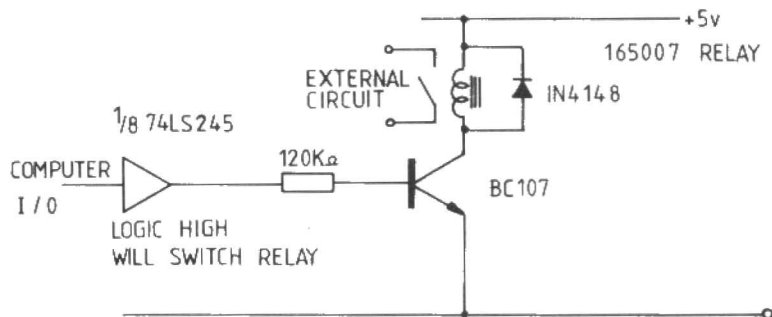 +5v
165007 RELAY
EXTERNAL
CIRCUIT
IN4148
1/8 74LS245
120KΩ
COMPUTER
I/O
BC107
LOGIC HIGH
WILL SWITCH RELAY